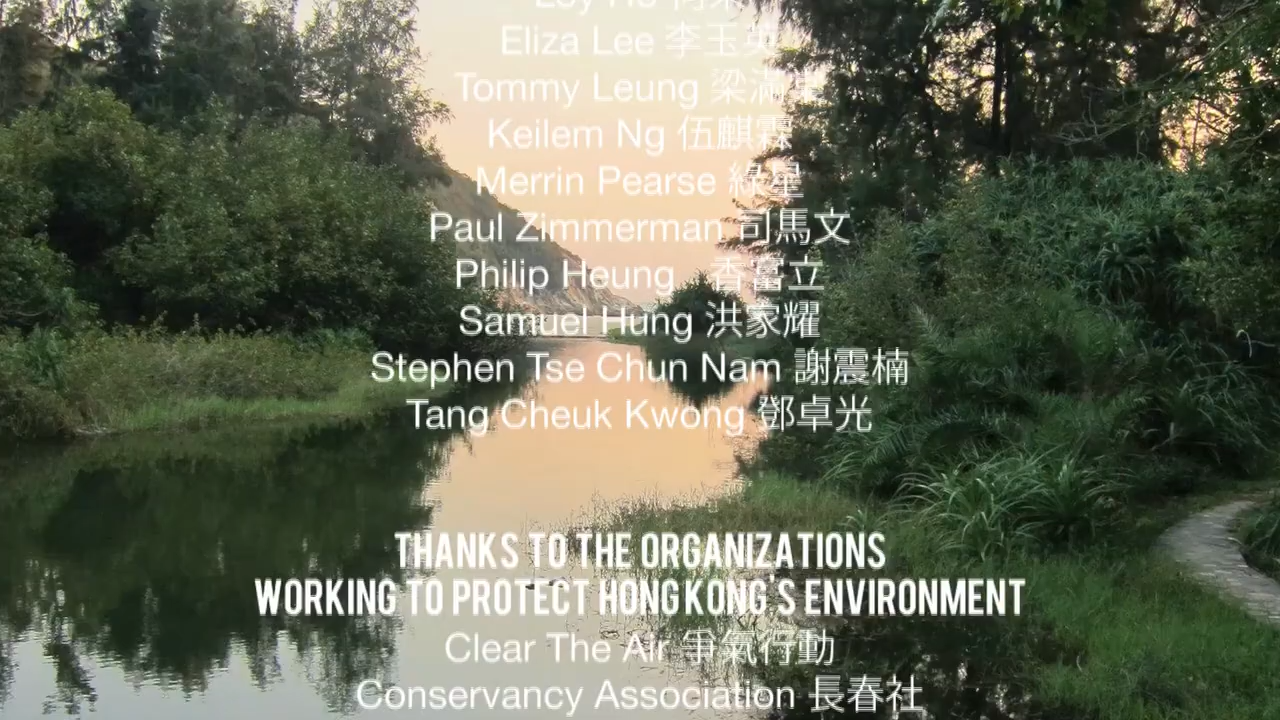 Eliza Lee 李玉英
Tommy Leung 梁滿
Keilem Ng 伍麒霖
Merrin Pearse 綠星
Paul Zimmerman 司馬文
Philip Heung 香富立
Samuel Hung 洪家耀
Stephen Tse Chun Nam 謝震楠
Tang Cheuk Kwong 鄧卓光
THANKS TO THE ORGANIZATIONS
WORKING TO PROTECT HONG KONG'S ENVIRONMENT
Clear The Air 爭氣行動
Conservancy Association 長春社